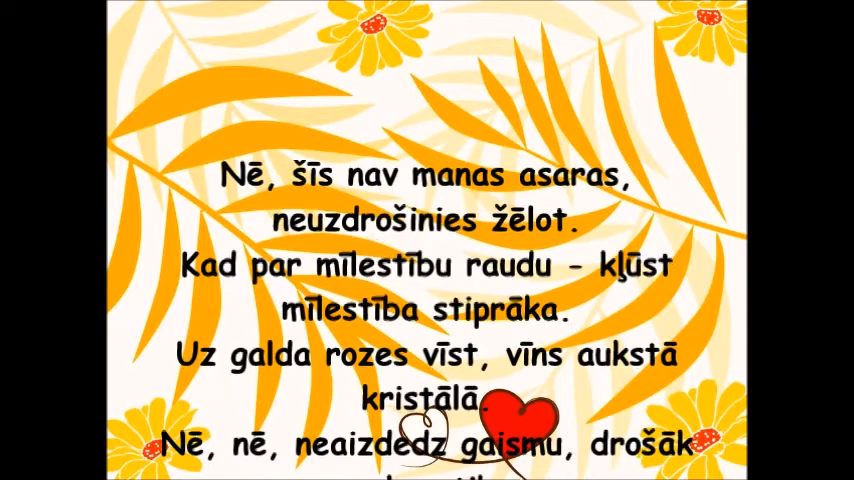 Nē, šīs nav manas asaras,
neuzdrošinies žēlot.
Kad par mīlestību raudu - kļūst
mīlestība stiprāka.
Uz galda rozes vīst, vīns aukstā
kristālā.
Nē, nē, neaizdedz gaismu, drošāk